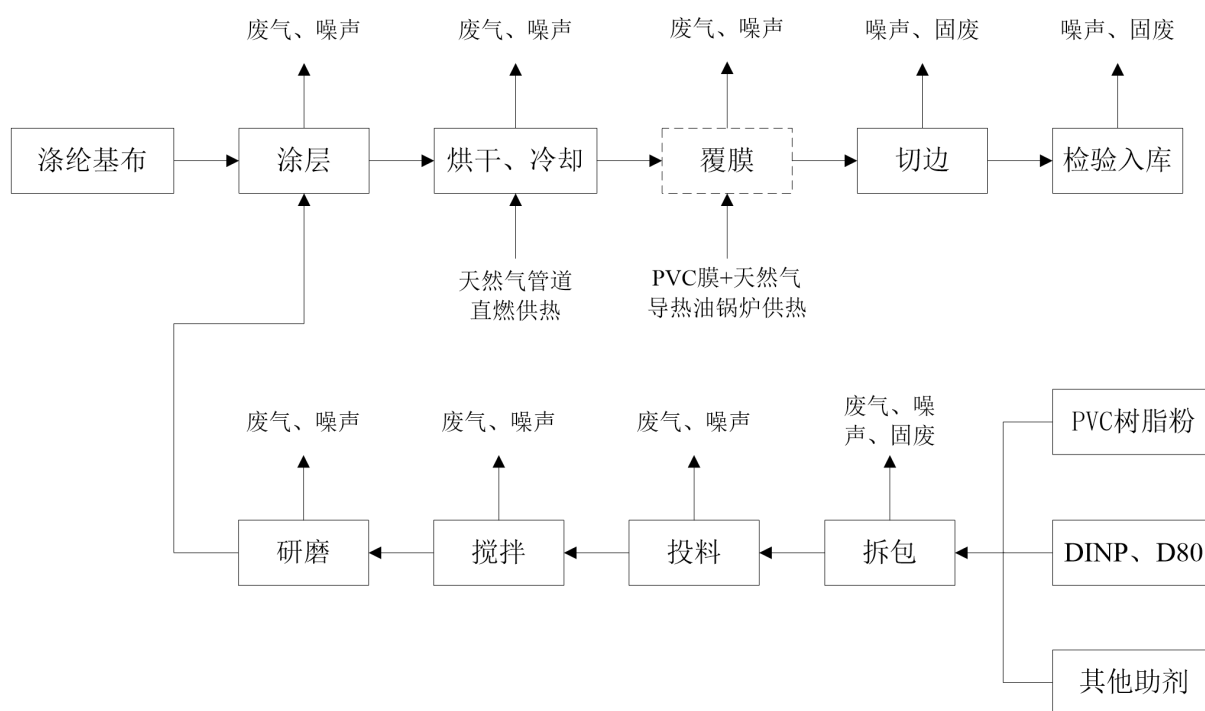 废气、噪声
废气、噪声
废气、噪声
噪声、固废
噪声、固废
涤纶基布
涂层
烘干、冷却
覆膜
切边
检验入库
天然气管道
直燃供热
PVC膜+天然气
导热油锅炉供热
废气、噪声
废气、噪声
废气、噪声
废气、噪
声、固废
PVC树脂粉
研磨
搅拌
投料
拆包
DINP、D80
其他助剂